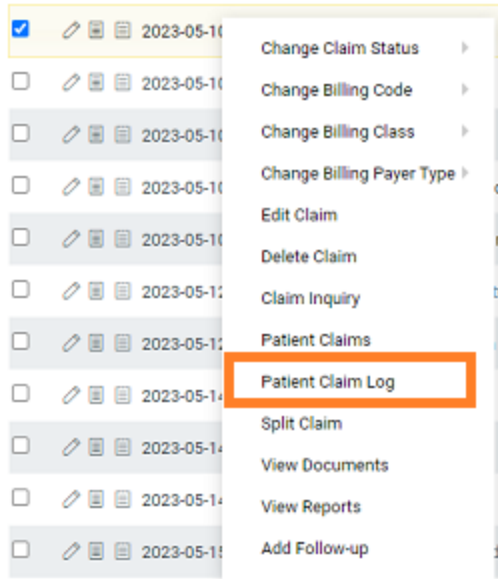 2023-05-10
Change Claim Status
2023-05-10
Change Billing Code
2023-05-10
Change Billing Class
2023-05-10
Change Billing Payer Type
Edit Claim
2023-05-10
Delete Claim
2023-05-12
Claim Inquiry
2023-05-12
Patient Claims
2023-05-14
Patient Claim Log
Split Claim
2023-05-14
View Documents
2023-05-14
View Reports
2023-05-15
Add Follow-up